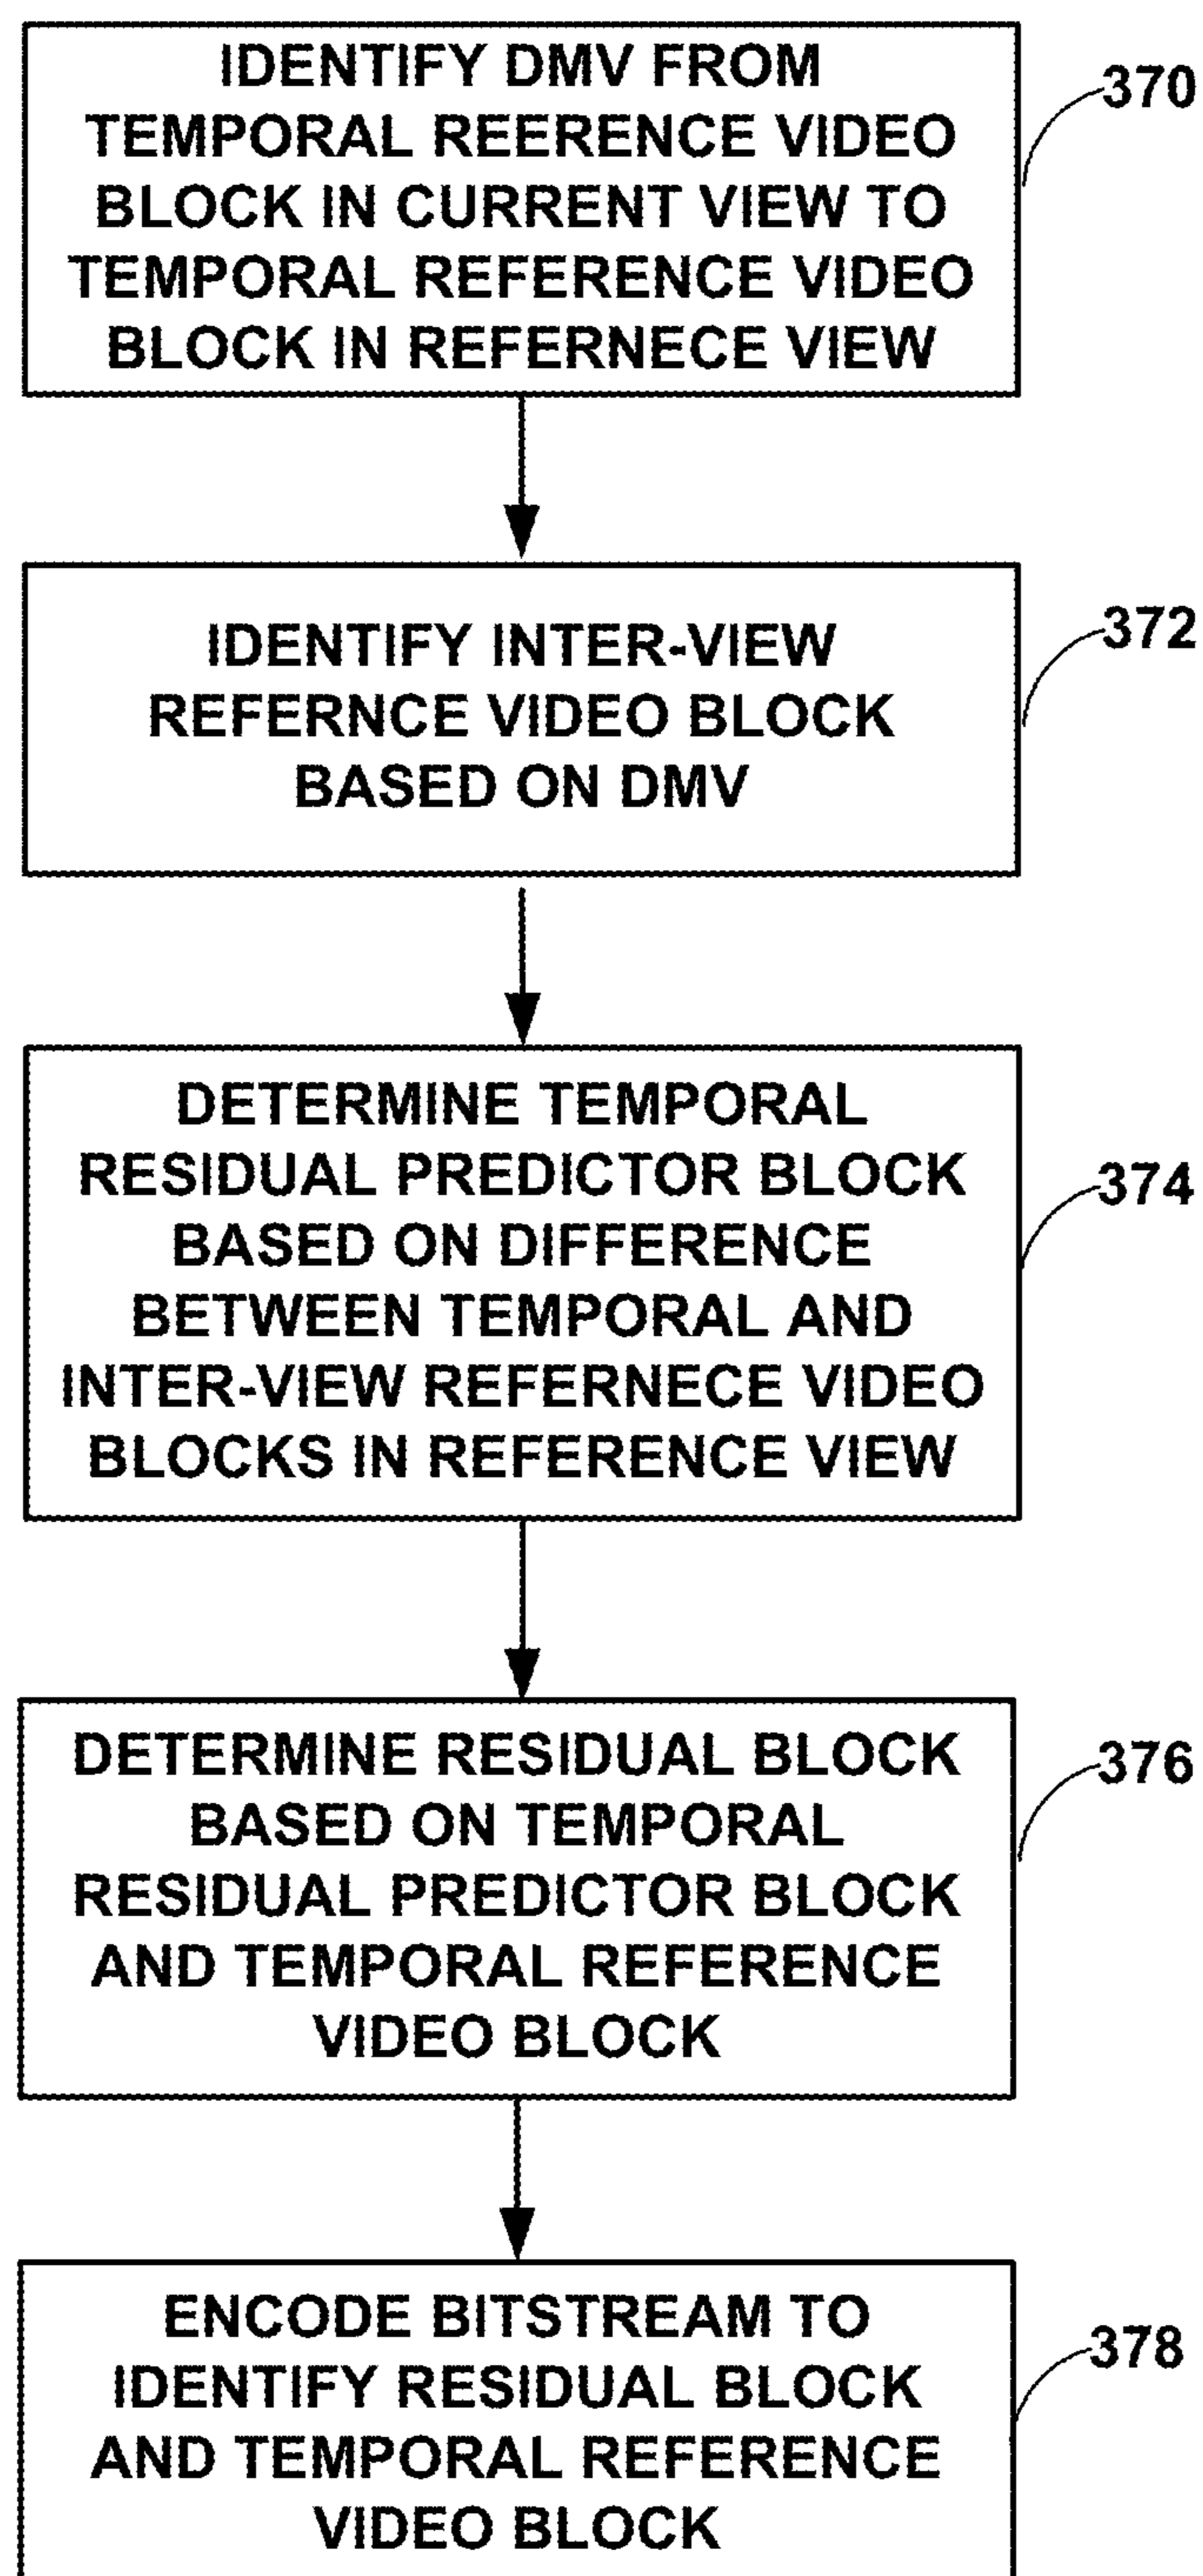 IDENTIFY DMV FROM
TEMPORAL REERENCE VIDEO
BLOCK IN CURRENT VIEW TO
TEMPORAL REFERENCE VIDEO
BLOCK IN REFERNECE VIEW
370
IDENTIFY INTER-VIEW
REFERNCE VIDEO BLOCK
BASED ON DMV
372
DETERMINE TEMPORAL
RESIDUAL PREDICTOR BLOCK
BASED ON DIFFERENCE
BETWEEN TEMPORAL AND
INTER-VIEW REFERNECE VIDEO
BLOCKS IN REFERENCE VIEW
374
DETERMINE RESIDUAL BLOCK
BASED ON TEMPORAL
RESIDUAL PREDICTOR BLOCK
AND TEMPORAL REFERENCE
VIDEO BLOCK
376
ENCODE BITSTREAM TO
IDENTIFY RESIDUAL BLOCK
AND TEMPORAL REFERENCE
VIDEO BLOCK
378